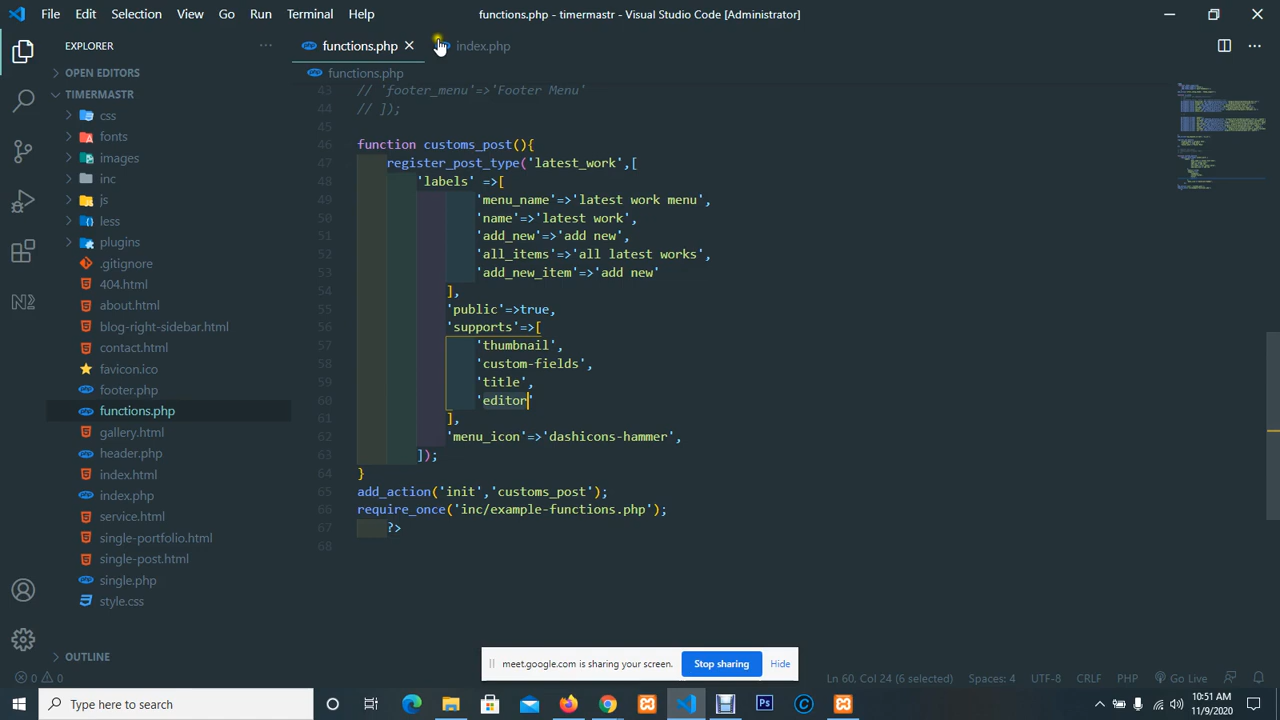 File Edit Selection View Go Run Terminal Help functions.php - timermastr - Visual Studio Code [Administrator]
EXPLORER
functions.php
index.php
OPEN EDITORS
functions.php
TIMERMASTR
css
fonts
images
inc
js
less
plugins
.gitignore
404.html
about.html
blog-right-sidebar.html
contact.html
favicon.ico
footer.php
functions.php
gallery.html
header.php
index.html
index.php
service.html
single-portfolio.html
single-post.html
single.php
style.css
OUTLINE
43 // 'footer_menu'=>'Footer Menu'
44 // ]);
45
46 function customs_post(){
47 register_post_type('latest_work',[
48 'labels' =>[
49 'menu_name'=>'latest work menu',
50 'name'=>'latest work',
51 'add_new'=>'add new',
52 'all_items'=>'all latest works',
53 'add_new_item'=>'add new'
54 ],
55 'public'=>true,
56 'supports'=>[
57 'thumbnail',
58 'custom-fields',
59 'title',
60 'editor'
61 ],
62 'menu_icon'=>'dashicons-hammer',
63 ]);
64 }
65 add_action('init','customs_post');
66 require_once('inc/example-functions.php');
67 ?>
68
meet.google.com is sharing your screen. Stop sharing Hide
0 0 Ln 60, Col 24 (6 selected) Spaces: 4 UTF-8 CRLF PHP Go Live
Type here to search
10:51 AM
11/9/2020